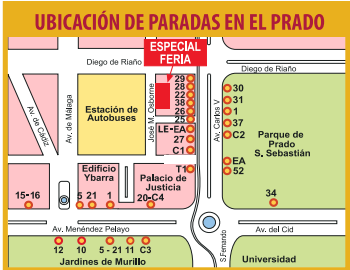 UBICACIÓN DE PARADAS EN EL PRADO
ESPECIAL
FERIA
Diego de Riaño
Diego de Riaño
29
28
22
38
26
25
LE-EA
27
C1
T1
30
31
1
37
C2
EA
52
34
Av. de Cádiz
Av. de Málaga
Estación de
Autobuses
José M. Osborne
Av. Carlos V
Parque de
Prado
S. Sebastián
Edificio
Ybarra
Palacio de
Justicia
15-16
5
21
1
20-C4
Av. Menéndez Pelayo
Av. del Cid
S.Fernando
12
10
5 - 21
11
C3
Jardines de Murillo
Universidad